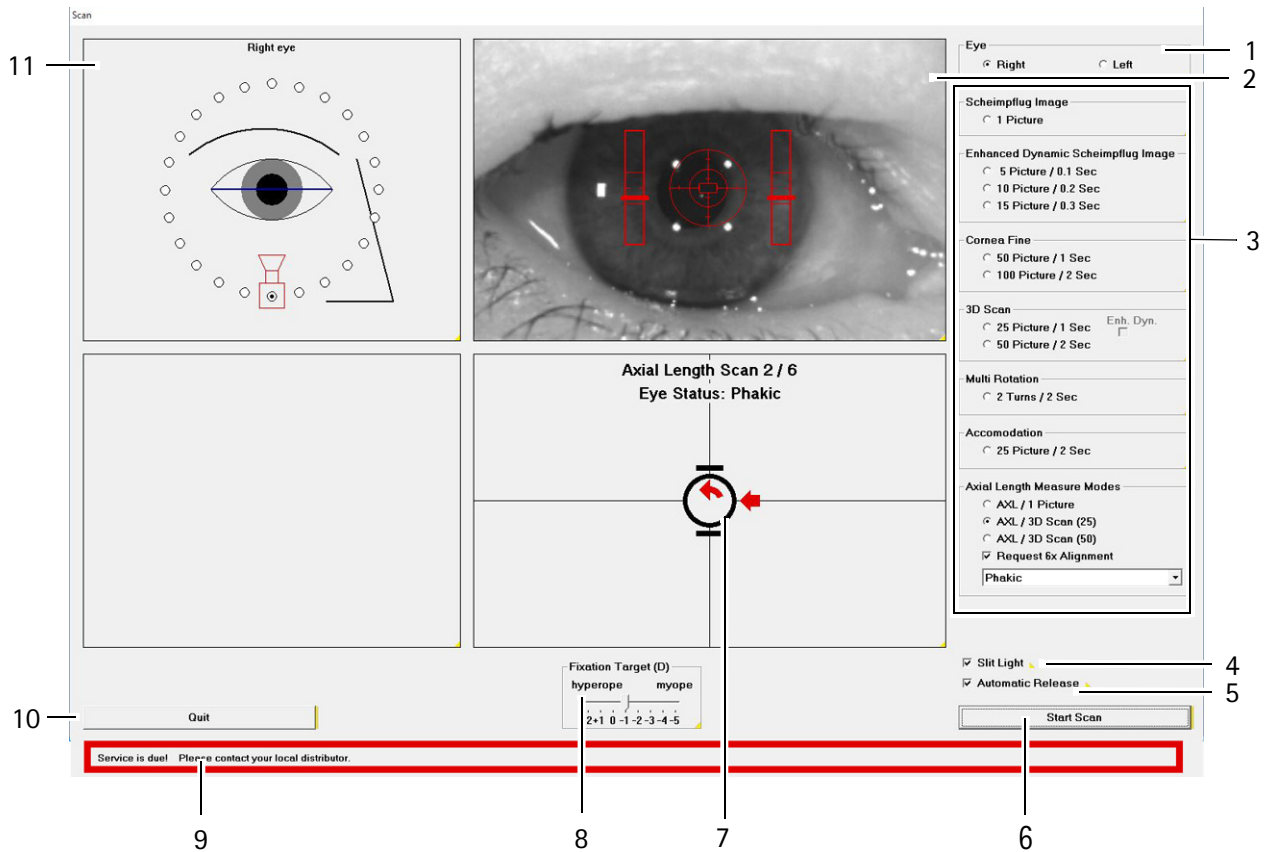 Scan
Right eye
Eye
Right Left
1
2
11
Scheimpflug Image
1 Picture
Enhanced Dynamic Scheimpflug Image
5 Picture / 0.1 Sec
10 Picture / 0.2 Sec
15 Picture / 0.3 Sec
3
Cornea Fine
50 Picture / 1 Sec
100 Picture / 2 Sec
3D Scan
25 Picture / 1 Sec Enh. Dyn.
50 Picture / 2 Sec
Axial Length Scan 2 / 6
Eye Status: Phakic
Multi Rotation
2 Turns / 2 Sec
Accomodation
25 Picture / 2 Sec
Axial Length Measure Modes
AXL / 1 Picture
AXL / 3D Scan (25)
AXL / 3D Scan (50)
Request 6x Alignment
Phakic
Fixation Target (D)
hyperope myope
2+1 0 -1 -2 -3 -4 -5
Slit Light
4
Automatic Release
5
10
Quit
Start Scan
Service is due! Please contact your local distributor.
9
8
7
6